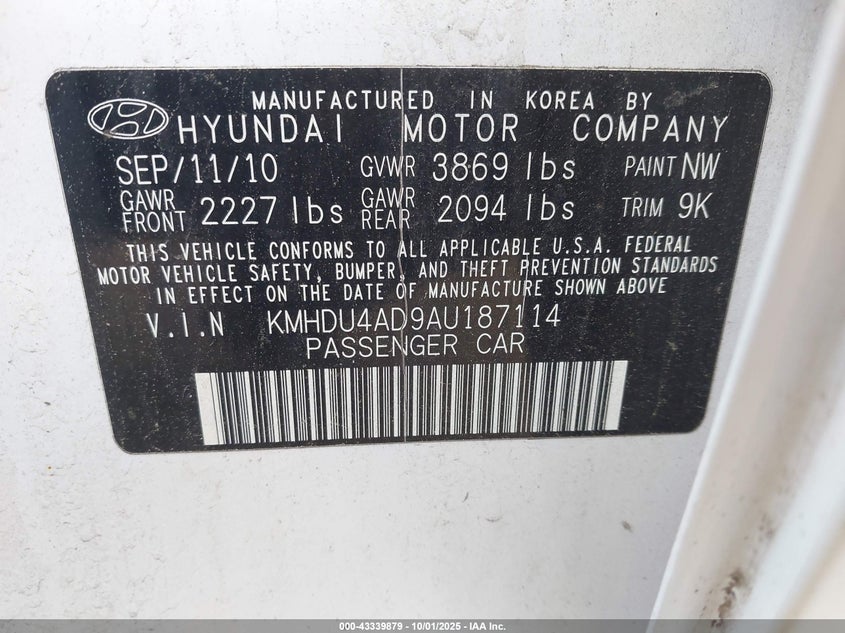 MANUFACTURED IN KOREA BY
HYUNDAI MOTOR COMPANY
SEP/11/10 GVWR 3869 lbs PAINT NW
GAWR FRONT 2227 lbs GAWR REAR 2094 lbs TRIM 9K
THIS VEHICLE CONFORMS TO ALL APPLICABLE U.S.A. FEDERAL
MOTOR VEHICLE SAFETY, BUMPER, AND THEFT PREVENTION STANDARDS
IN EFFECT ON THE DATE OF MANUFACTURE SHOWN ABOVE
V.I.N KMHDU4AD9AU187114
PASSENGER CAR
000-43339879 - 10/01/2025 - IAA Inc.